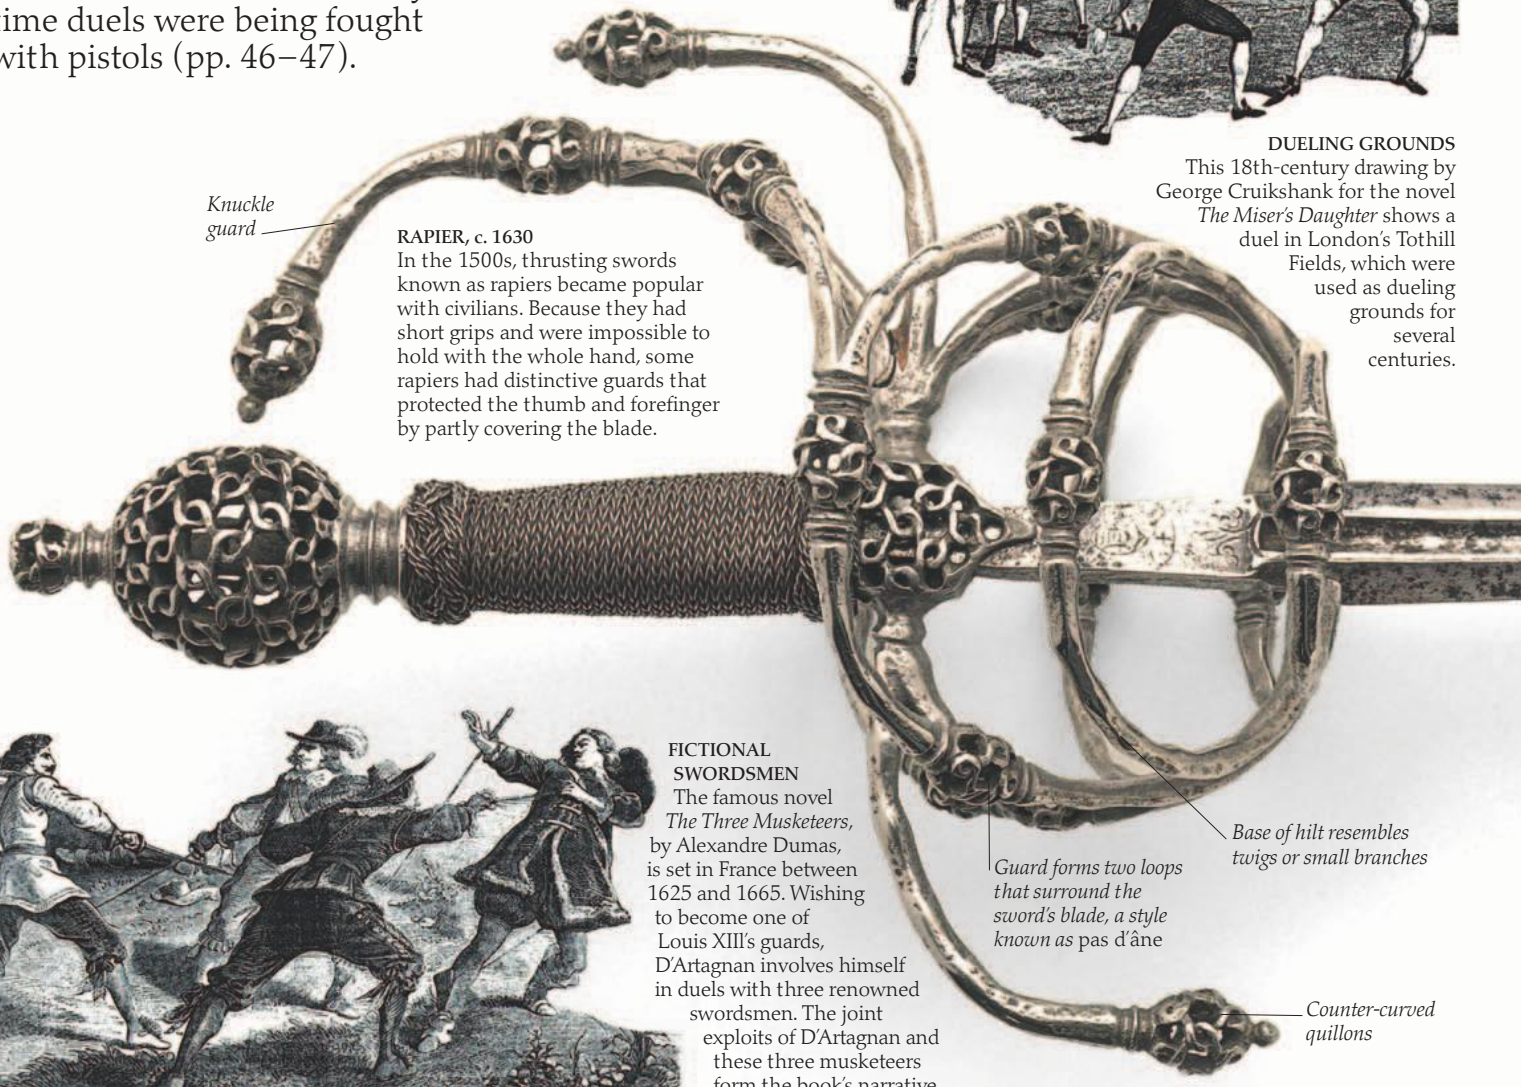 time duels were being fought
with pistols (pp. 46–47).
DUELING GROUNDS
This 18th-century drawing by
George Cruikshank for the novel
The Miser's Daughter shows a
duel in London's Tothill
Fields, which were
used as dueling
grounds for
several
centuries.
Knuckle
guard
RAPIER, c. 1630
In the 1500s, thrusting swords
known as rapiers became popular
with civilians. Because they had
short grips and were impossible to
hold with the whole hand, some
rapiers had distinctive guards that
protected the thumb and forefinger
by partly covering the blade.
FICTIONAL
SWORDSMEN
The famous novel
The Three Musketeers,
by Alexandre Dumas,
is set in France between
1625 and 1665. Wishing
to become one of
Louis XIII's guards,
D'Artagnan involves himself
in duels with three renowned
swordsmen. The joint
exploits of D'Artagnan and
these three musketeers
form the book's narrative
Guard forms two loops
that surround the
sword's blade, a style
known as pas d'âne
Base of hilt resembles
twigs or small branches
Counter-curved
quillons